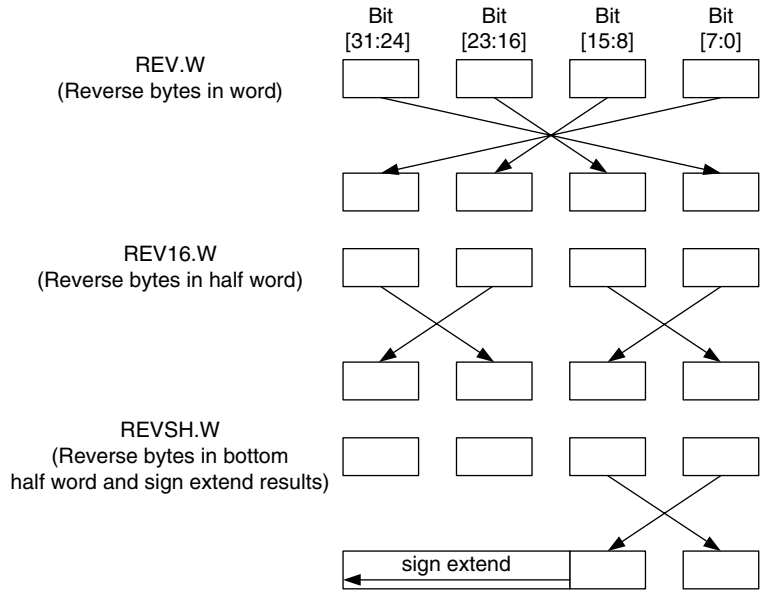 Bit Bit Bit Bit
[31:24] [23:16] [15:8] [7:0]
REV.W
(Reverse bytes in word)
REV16.W
(Reverse bytes in half word)
REVSH.W
(Reverse bytes in bottom
half word and sign extend results)
sign extend